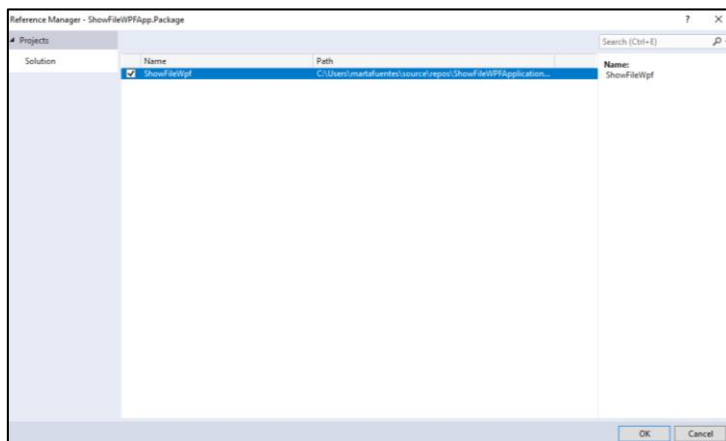 Reference Manager - ShowFileWPFApp.Package ? ×
Projects
Search (Ctrl+E)
Solution
Name Path
Name:
ShowFileWpf C:\Users\martafuentes\source\repos\ShowFileWPFApplication...
ShowFileWpf
OK Cancel